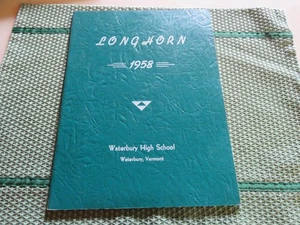 LONGHORN
1958
Waterbury High School
Waterbury, Vermont